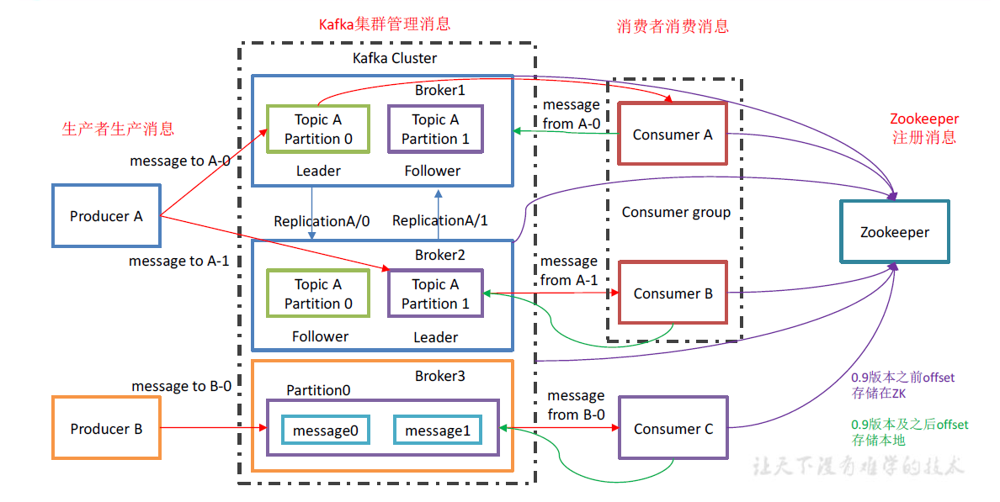 Kafka集群管理消息
消费者消费消息
Kafka Cluster
Broker1
Topic A
Partition 0
Topic A
Partition 1
Leader
Follower
生产者生产消息
message to A-0
Producer A
message to A-1
ReplicationA/0
ReplicationA/1
Broker2
Topic A
Partition 0
Topic A
Partition 1
Follower
Leader
message
from A-0
Consumer A
Consumer group
message
from A-1
Consumer B
Zookeeper
注册消息
Zookeeper
message to B-0
Producer B
Broker3
Partition0
message0
message1
message
from B-0
Consumer C
0.9版本之前offset
存储在ZK
0.9版本及之后offset
存储本地
让天下没有难学的技术